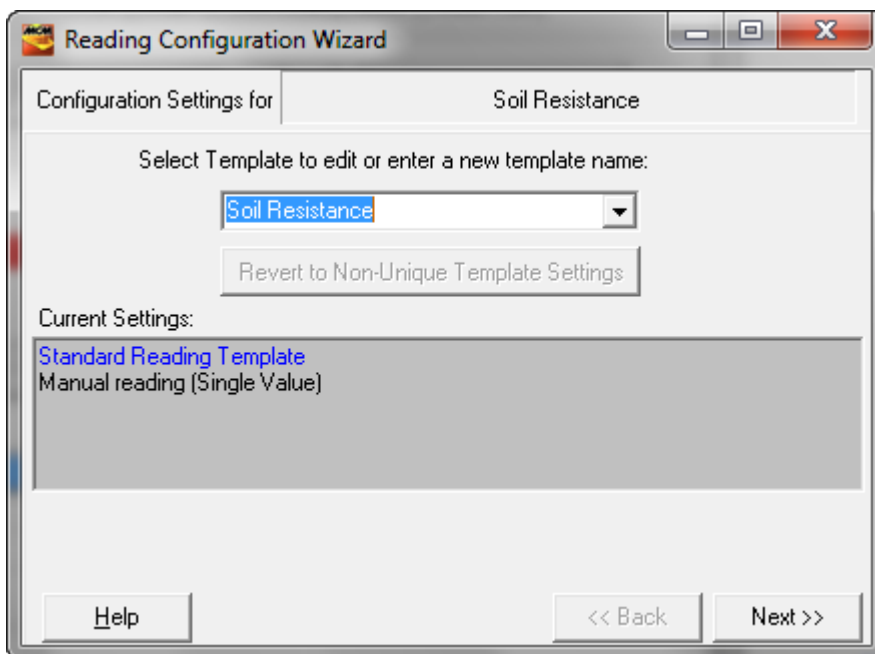 MCM
Reading Configuration Wizard
Configuration Settings for
Soil Resistance
Select Template to edit or enter a new template name:
Soil Resistance
Revert to Non-Unique Template Settings
Current Settings:
Standard Reading Template
Manual reading (Single Value)
Help
<< Back
Next >>